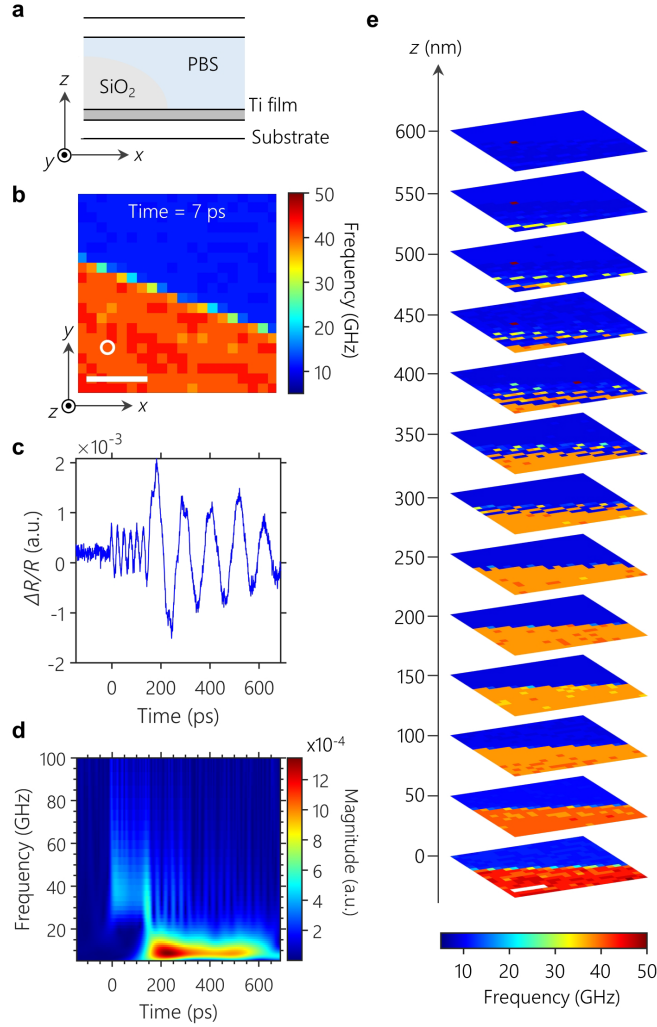 a
z
PBS
SiO₂
Ti film
Substrate
y
x
b
Time = 7 ps
50
40
30
20
10
Frequency (GHz)
y
z
x
c
×10⁻³
2
1
0
-1
-2
ΔR/R (a.u.)
0 200 400 600
Time (ps)
d
100
80
60
40
20
Frequency (GHz)
0 200 400 600
Time (ps)
x10⁻⁴
12
10
8
6
4
2
Magnitude (a.u.)
e
z (nm)
600
550
500
450
400
350
300
250
200
150
100
50
0
10 20 30 40 50
Frequency (GHz)